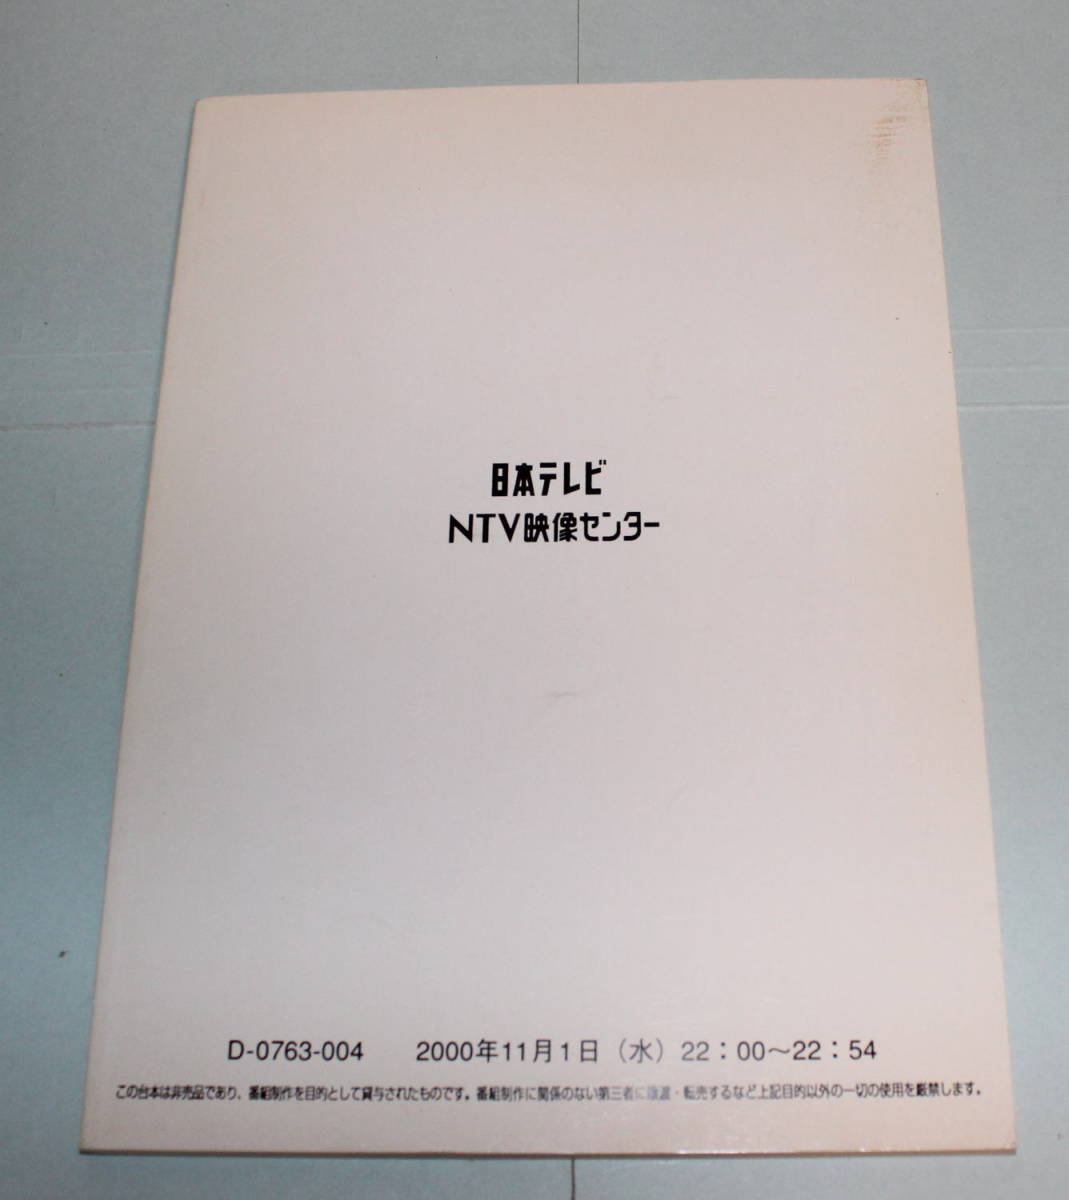 日本テレビ
NTV映像センター
D-0763-004 2000年11月1日（水）22：00～22：54
この台本は非売品であり、番組制作を目的として貸与されたものです。番組制作に関係のない第三者に譲渡・転売するなど上記目的以外の一切の使用を厳禁します。